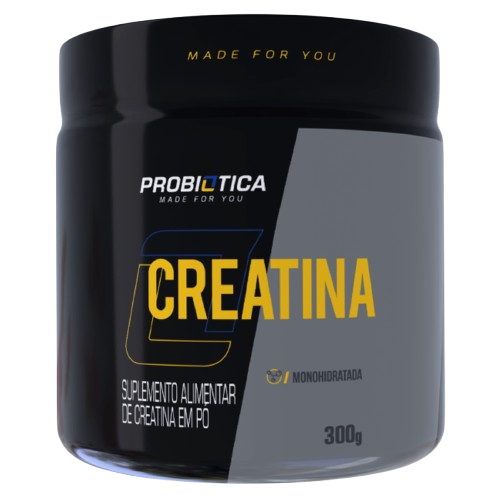 MADE FOR YOU
PROBIOTICA
MADE FOR YOU
CREATINA
MONOHIDRATADA
SUPLEMENTO ALIMENTAR
DE CREATINA EM PÓ
300g